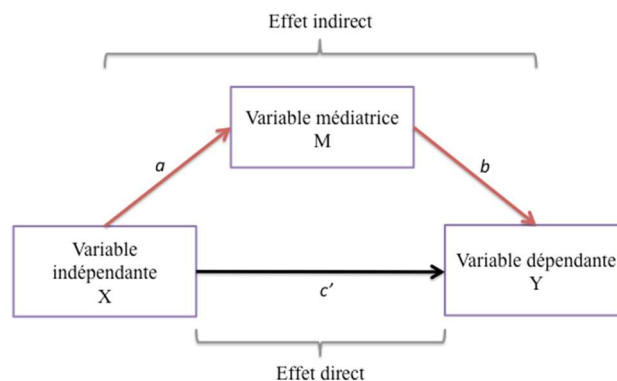 Effet indirect
Variable médiatrice
M
a
b
Variable
indépendante
X
Variable dépendante
Y
c'
Effet direct